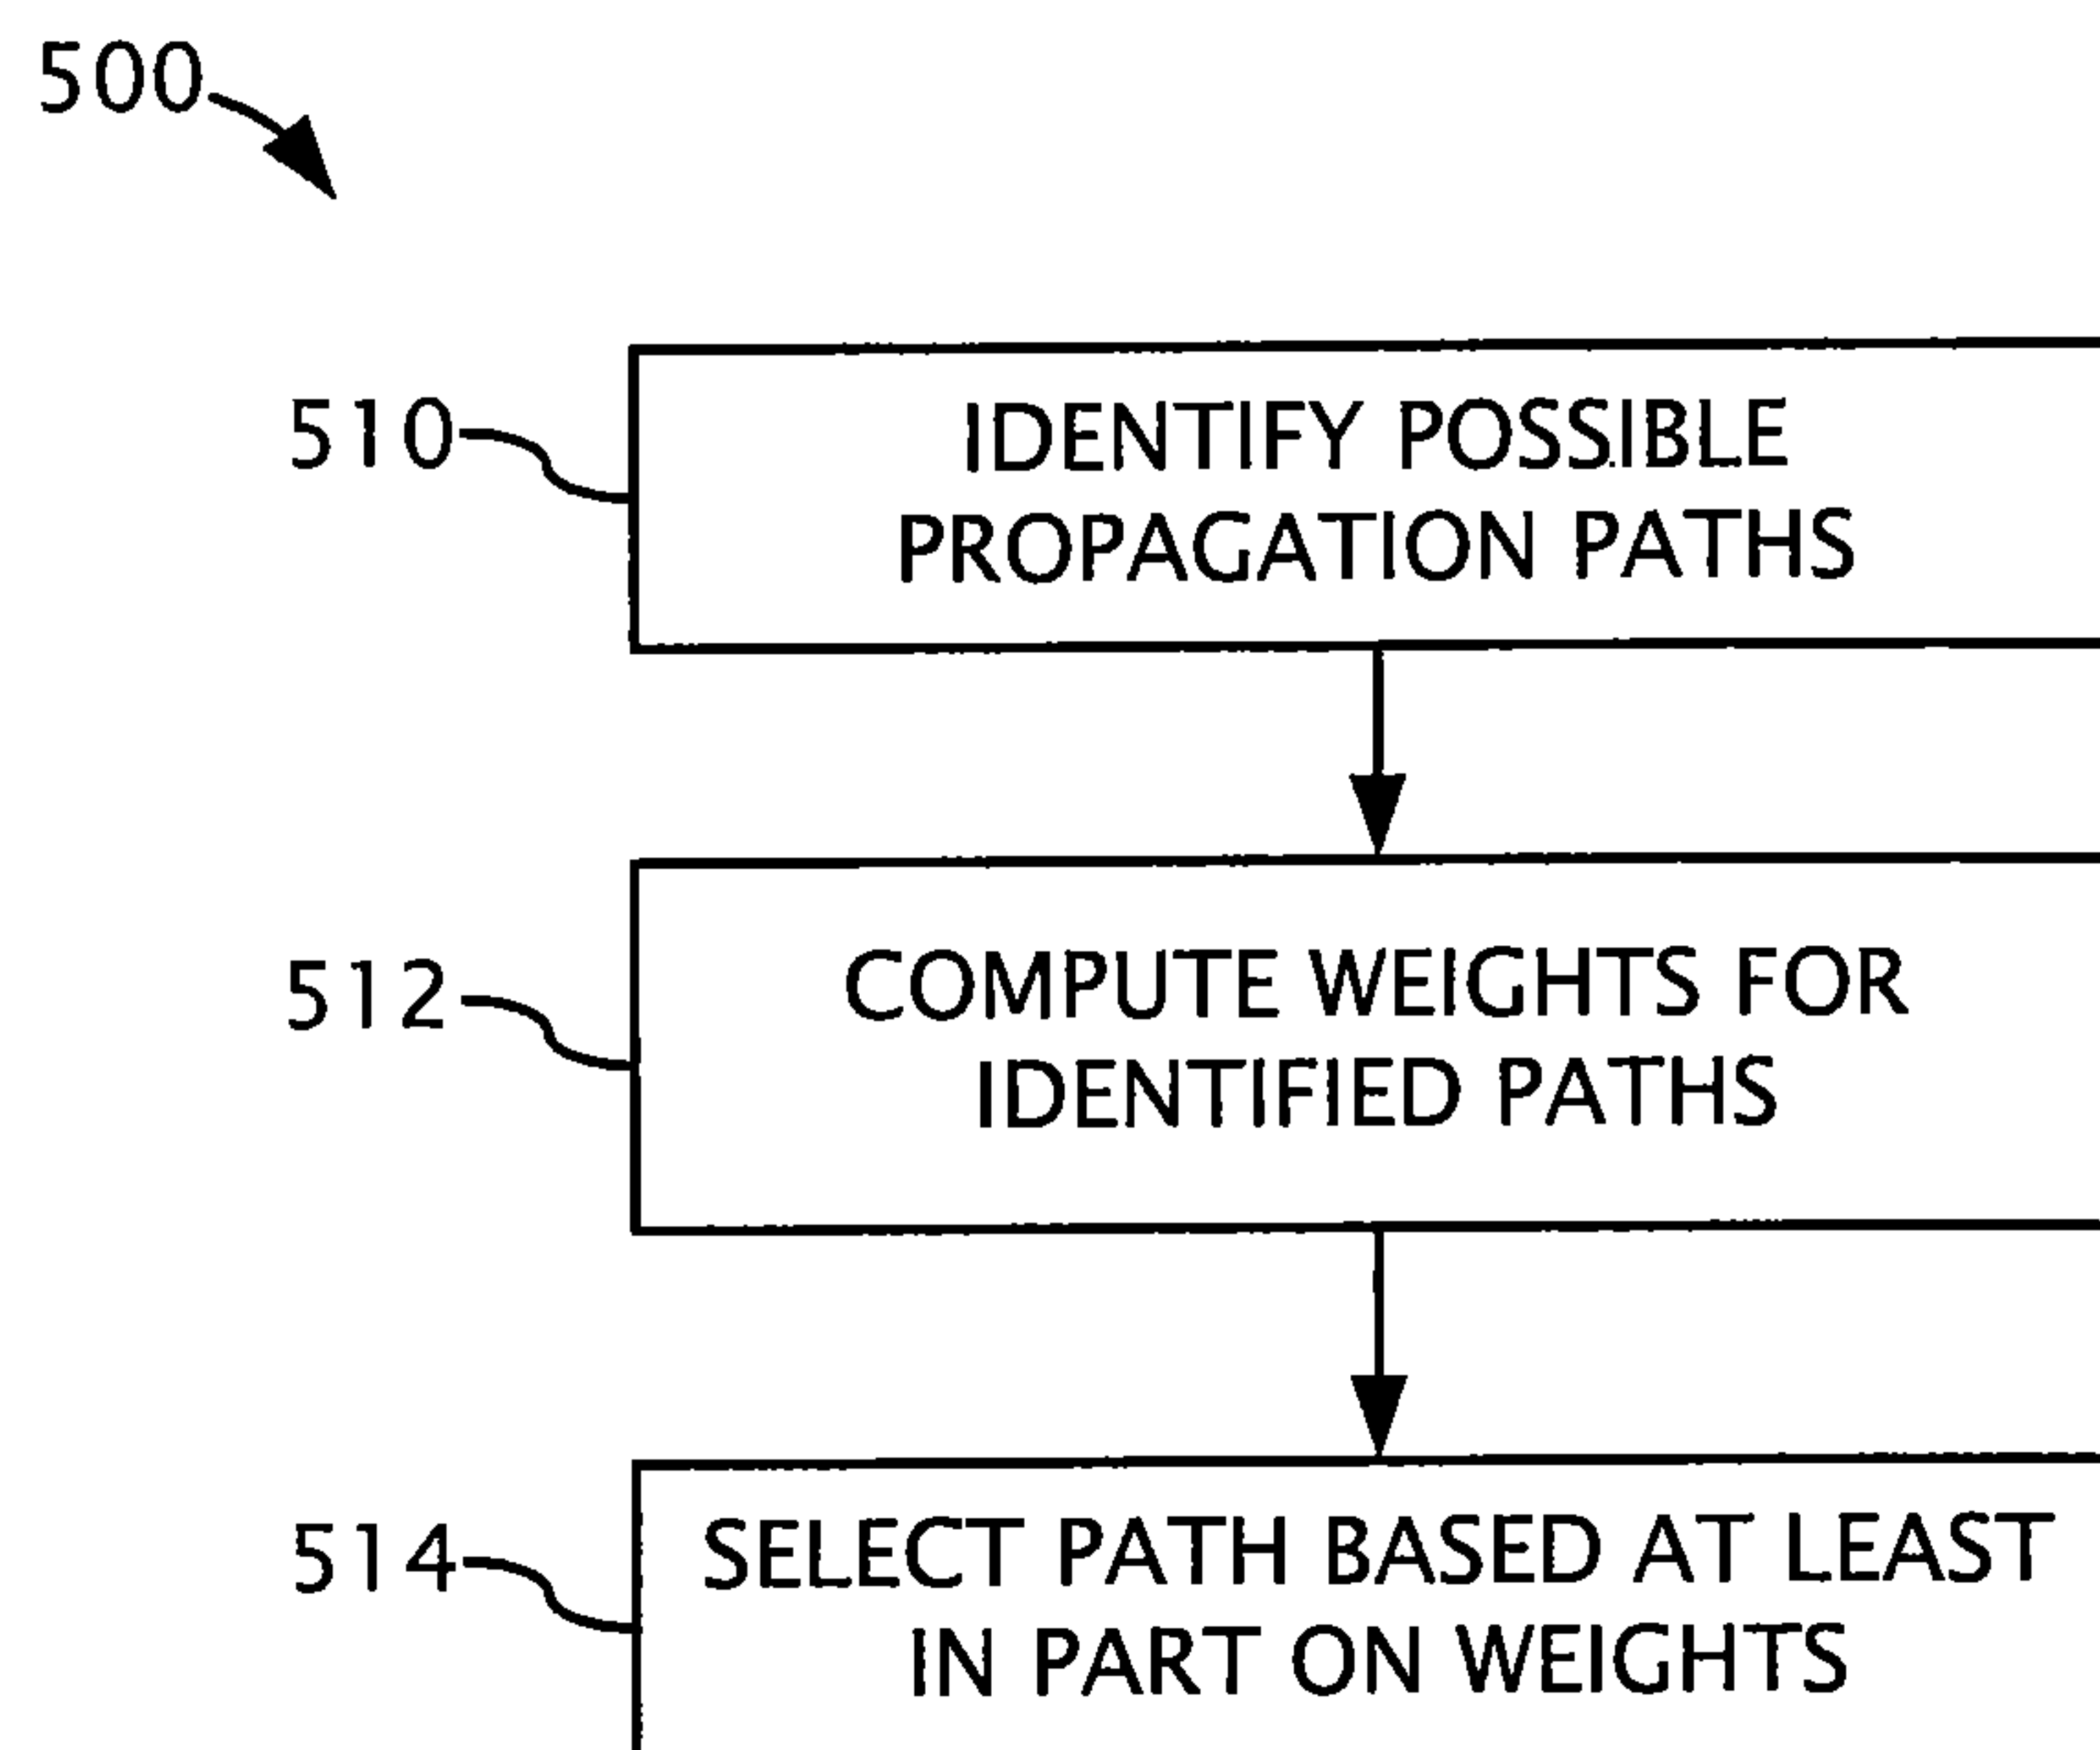 500
510
IDENTIFY POSSIBLE
PROPAGATION PATHS
512
COMPUTE WEIGHTS FOR
IDENTIFIED PATHS
514
SELECT PATH BASED AT LEAST
IN PART ON WEIGHTS